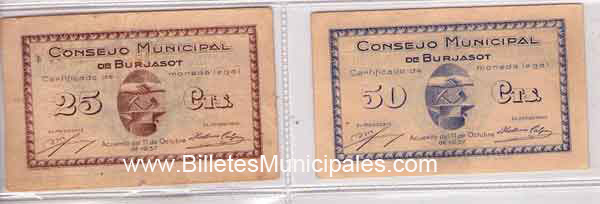 CONSEJO MUNICIPAL
DE BURJASOT
Certificado de moneda legal
25 CTS.
Acuerdo del 11 de Octubre
de 1937
CONSEJO MUNICIPAL
DE BURJASOT
Certificado de moneda legal
50 CTS.
Acuerdo del 11 de Octubre
de 1937
www.BilletesMunicipales.com